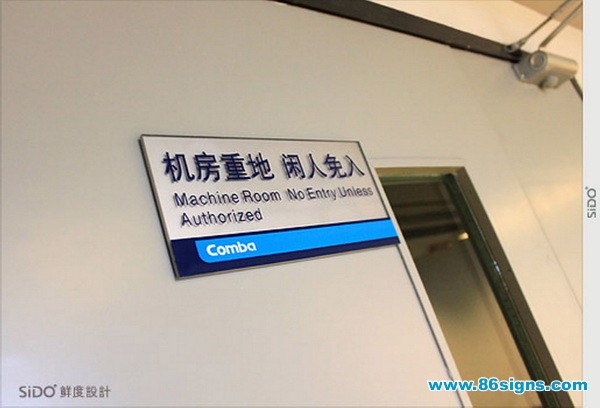 机房重地 闲人免入
Machine Room No Entry Unless
Authorized
Comba
SiDO
SiDO 鲜度設計
www.86signs.com